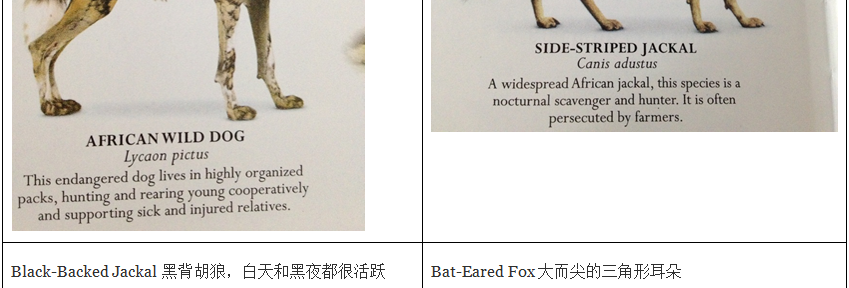 AFRICAN WILD DOG
Lycaon pictus
This endangered dog lives in highly organized
packs, hunting and rearing young cooperatively
and supporting sick and injured relatives.
SIDE-STRIPED JACKAL
Canis adustus
A widespread African jackal, this species is a
nocturnal scavenger and hunter. It is often
persecuted by farmers.
Black-Backed Jackal 黑背胡狼，白天和黑夜都很活跃
Bat-Eared Fox 大而尖的三角形耳朵